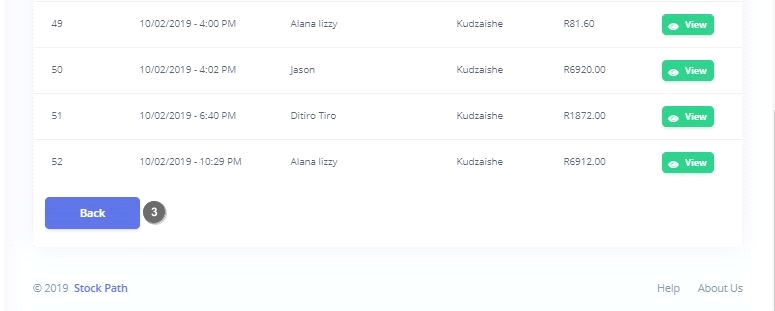 49 10/02/2019 - 4:00 PM Alana lizzy Kudzaishe R81.60 View
50 10/02/2019 - 4:02 PM Jason Kudzaishe R6920.00 View
51 10/02/2019 - 6:40 PM Ditiro Tiro Kudzaishe R1872.00 View
52 10/02/2019 - 10:29 PM Alana lizzy Kudzaishe R6912.00 View
Back 3
© 2019 Stock Path Help About Us